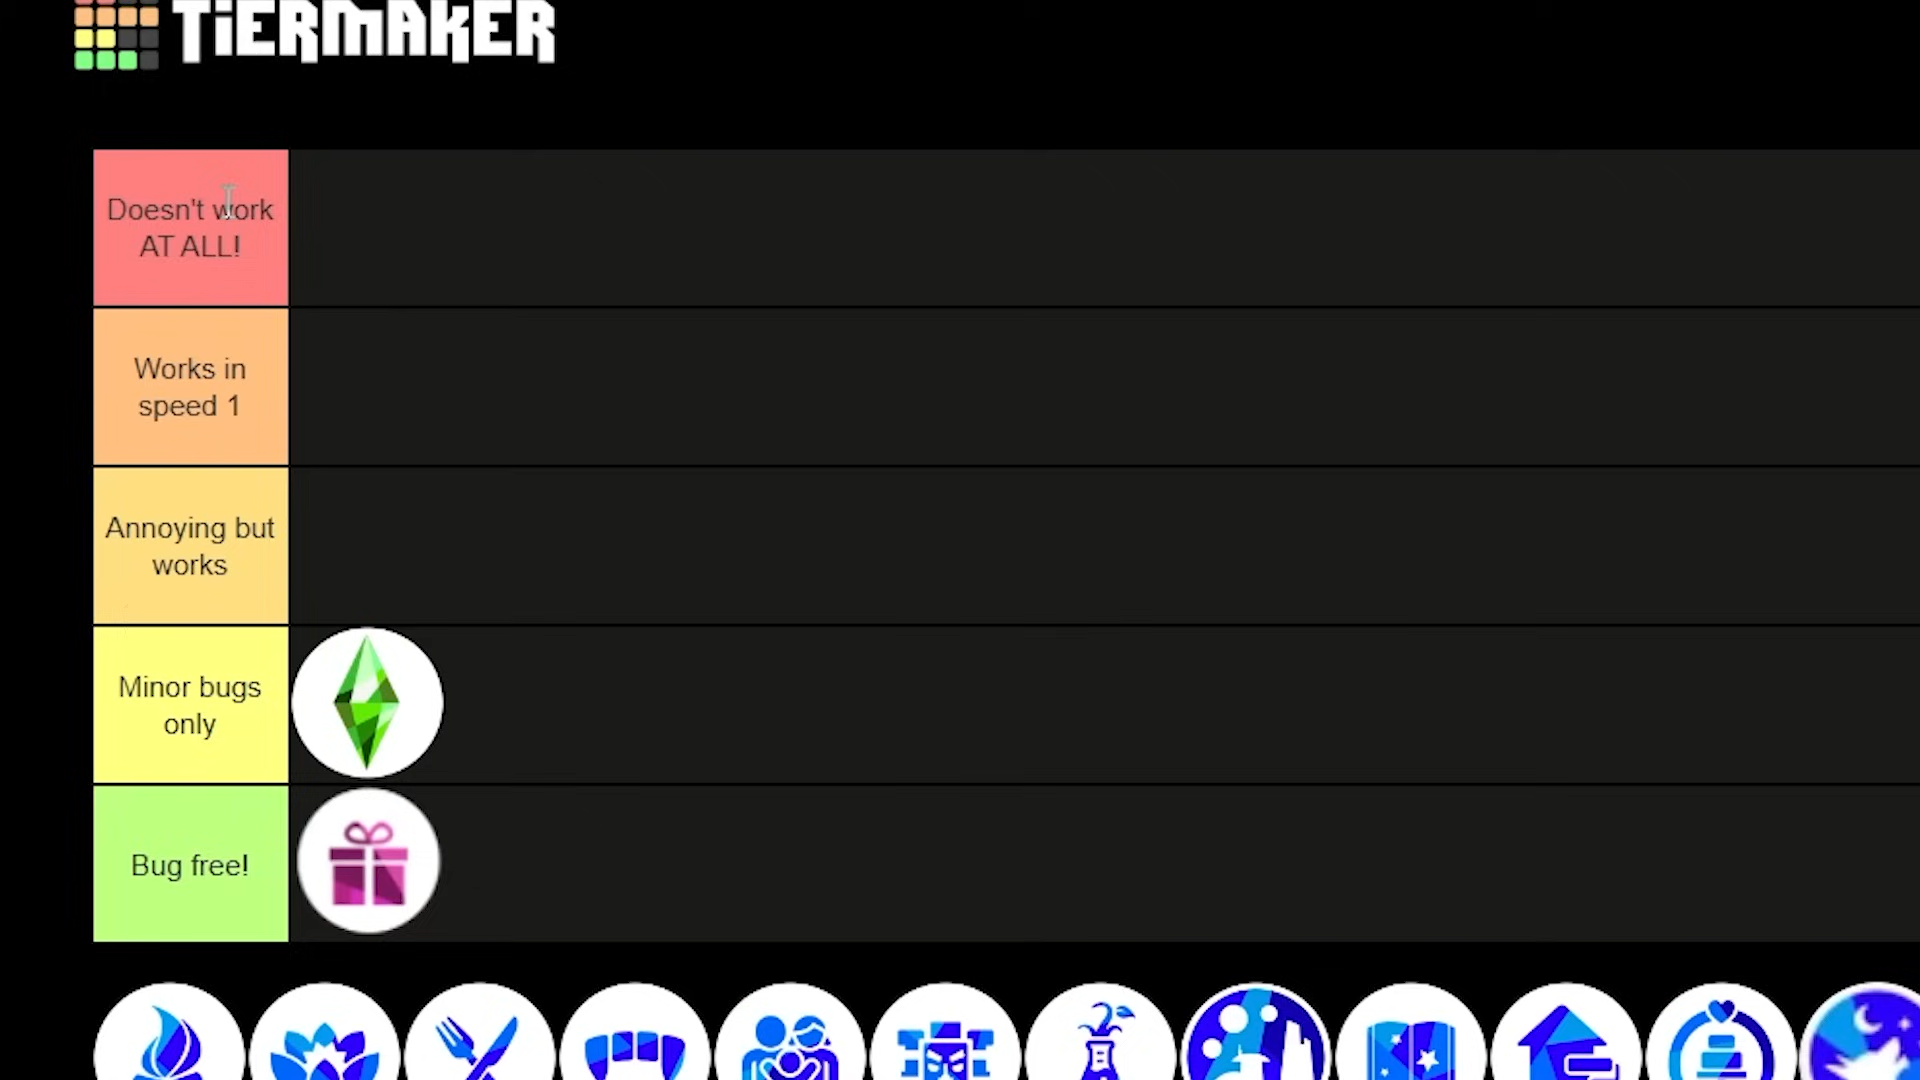 TiERMAKER
Doesn't work
AT ALL!
Works in
speed 1
Annoying but
works
Minor bugs
only
Bug free!